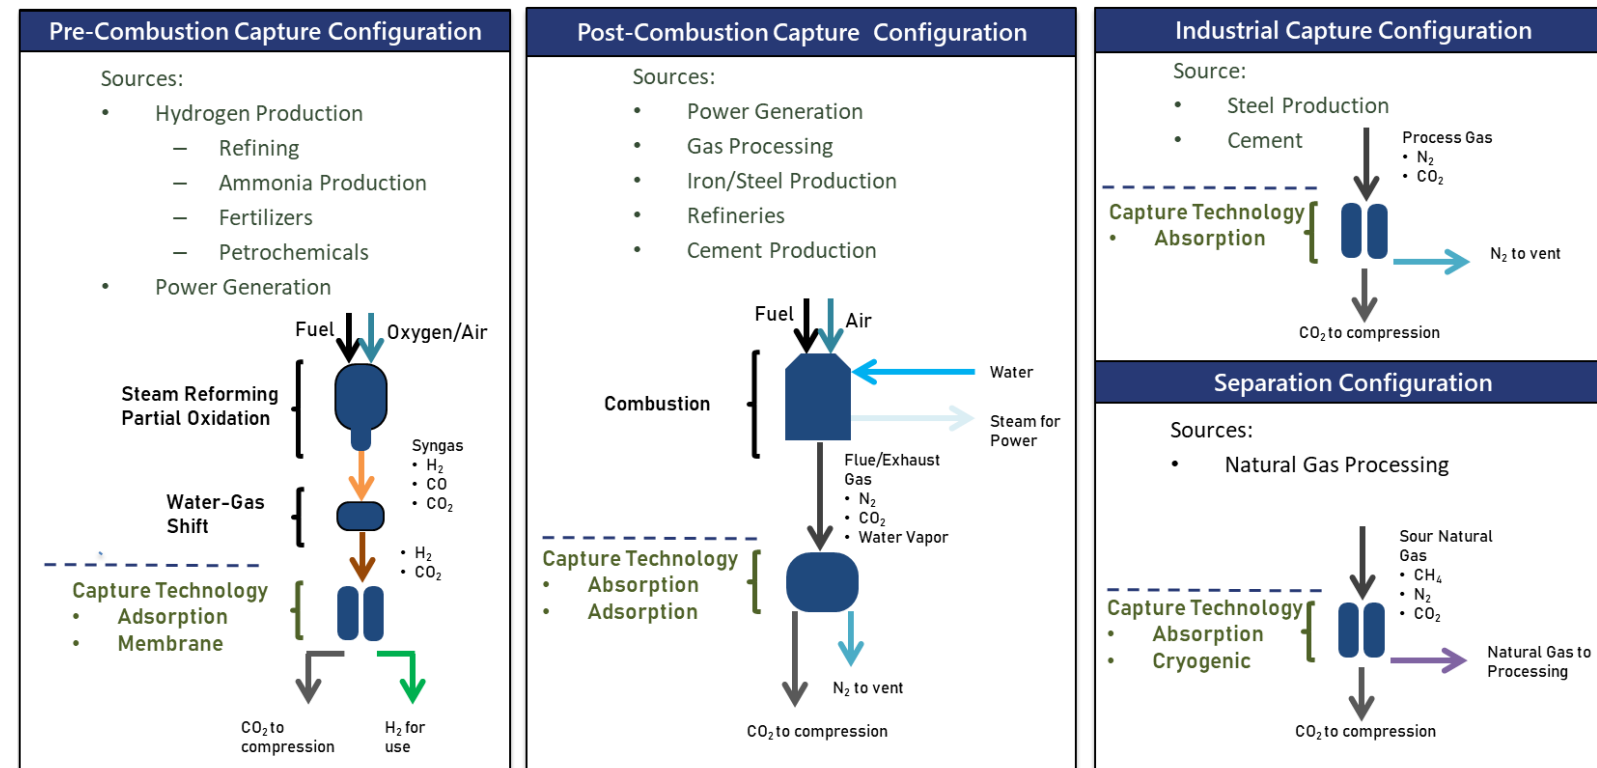 Pre-Combustion Capture Configuration
Sources:
• Hydrogen Production
– Refining
– Ammonia Production
– Fertilizers
– Petrochemicals
• Power Generation
Fuel
Oxygen/Air
Steam Reforming
Partial Oxidation
Syngas
• H₂
• CO
• CO₂
Water-Gas
Shift
• H₂
• CO₂
Capture Technology
• Adsorption
• Membrane
CO₂ to
compression
H₂ for
use
Post-Combustion Capture Configuration
Sources:
• Power Generation
• Gas Processing
• Iron/Steel Production
• Refineries
• Cement Production
Fuel
Air
Water
Combustion
Steam for
Power
Flue/Exhaust
Gas
• N₂
• CO₂
• Water Vapor
Capture Technology
• Absorption
• Adsorption
N₂ to vent
CO₂ to compression
Industrial Capture Configuration
Source:
• Steel Production
• Cement
Process Gas
• N₂
• CO₂
Capture Technology
• Absorption
N₂ to vent
CO₂ to compression
Separation Configuration
Sources:
• Natural Gas Processing
Sour Natural
Gas
• CH₄
• N₂
• CO₂
Capture Technology
• Absorption
• Cryogenic
Natural Gas to
Processing
CO₂ to compression